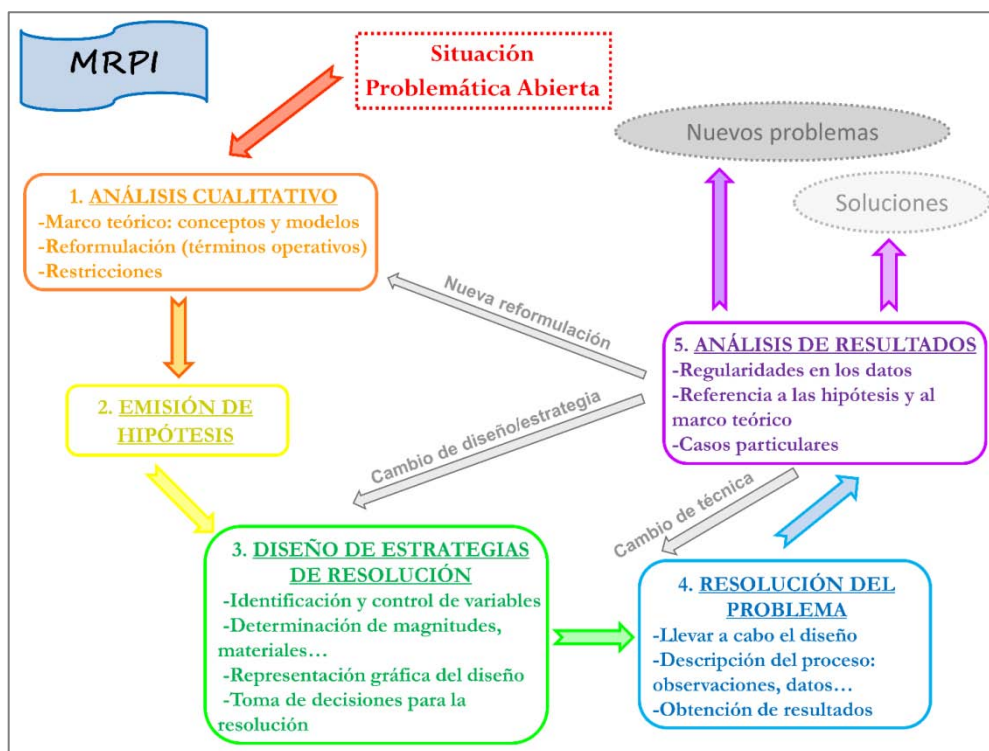 MRPI
Situación
Problemática Abierta
1. ANÁLISIS CUALITATIVO
-Marco teórico: conceptos y modelos
-Reformulación (términos operativos)
-Restricciones
2. EMISIÓN DE
HIPÓTESIS
3. DISEÑO DE ESTRATEGIAS
DE RESOLUCIÓN
-Identificación y control de variables
-Determinación de magnitudes,
materiales…
-Representación gráfica del diseño
-Toma de decisiones para la
resolución
4. RESOLUCIÓN DEL
PROBLEMA
-Llevar a cabo el diseño
-Descripción del proceso:
observaciones, datos…
-Obtención de resultados
5. ANÁLISIS DE RESULTADOS
-Regularidades en los datos
-Referencia a las hipótesis y al
marco teórico
-Casos particulares
Nueva reformulación
Cambio de diseño/estrategia
Cambio de técnica
Nuevos problemas
Soluciones